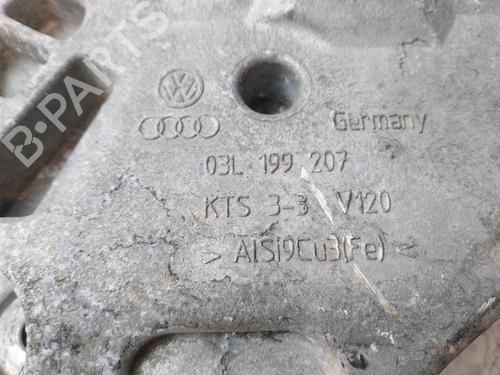 B-PARTS
Germany
03L 199 207
KTS 3-3 V120
> AlSi9Cu3(Fe) <